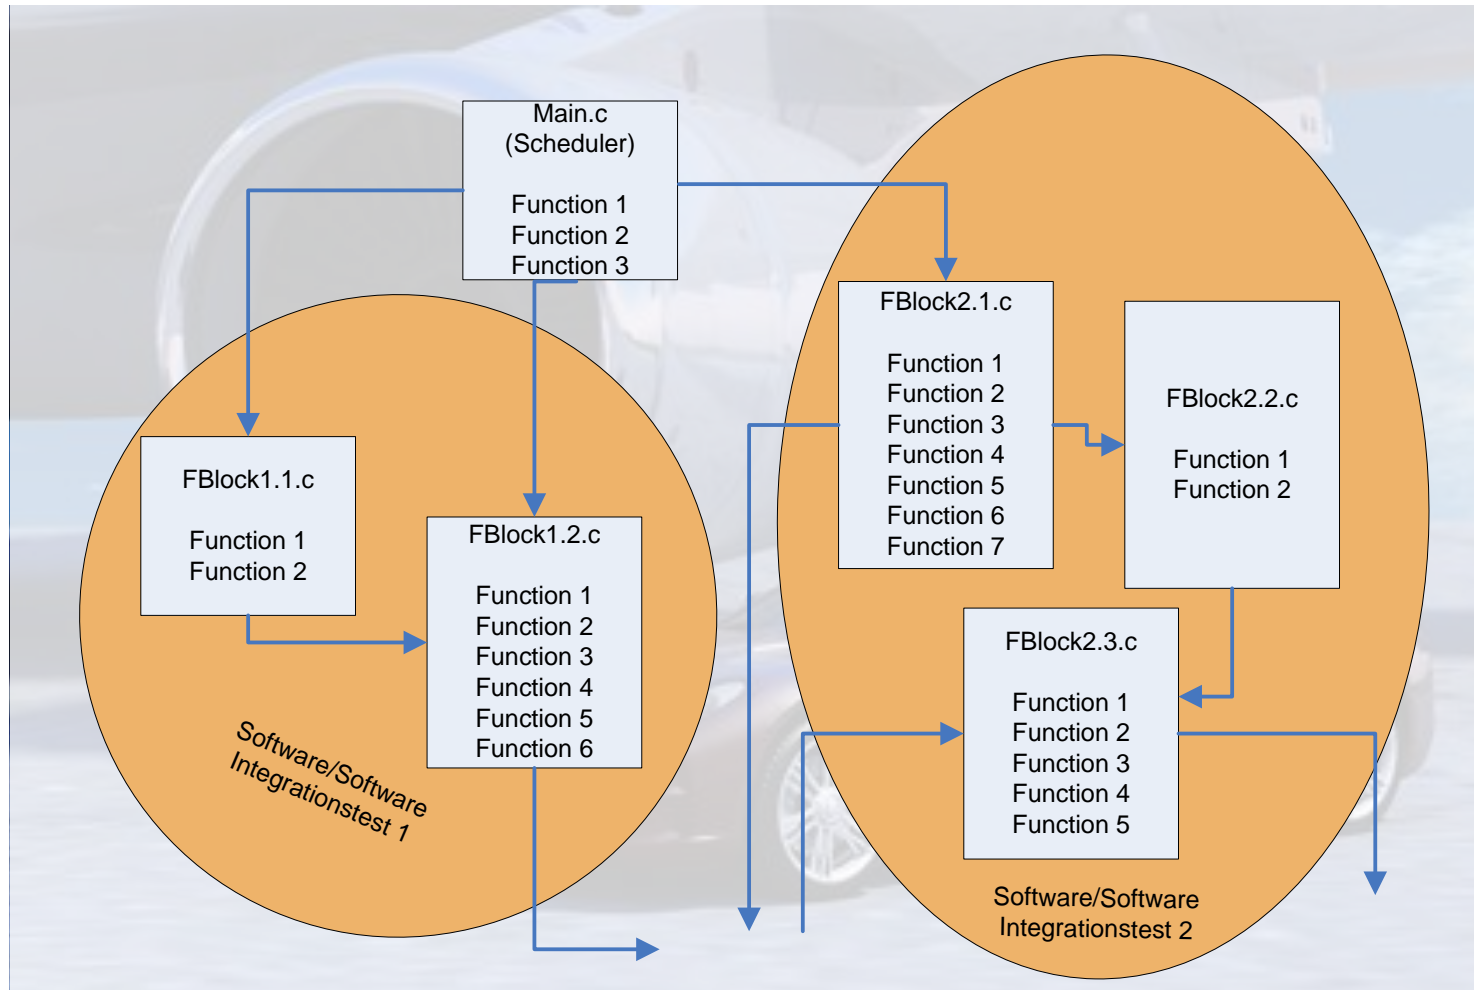 Main.c
(Scheduler)
Function 1
Function 2
Function 3
FBlock1.1.c
Function 1
Function 2
FBlock1.2.c
Function 1
Function 2
Function 3
Function 4
Function 5
Function 6
Software/Software
Integrationstest 1
FBlock2.1.c
Function 1
Function 2
Function 3
Function 4
Function 5
Function 6
Function 7
FBlock2.2.c
Function 1
Function 2
FBlock2.3.c
Function 1
Function 2
Function 3
Function 4
Function 5
Software/Software
Integrationstest 2